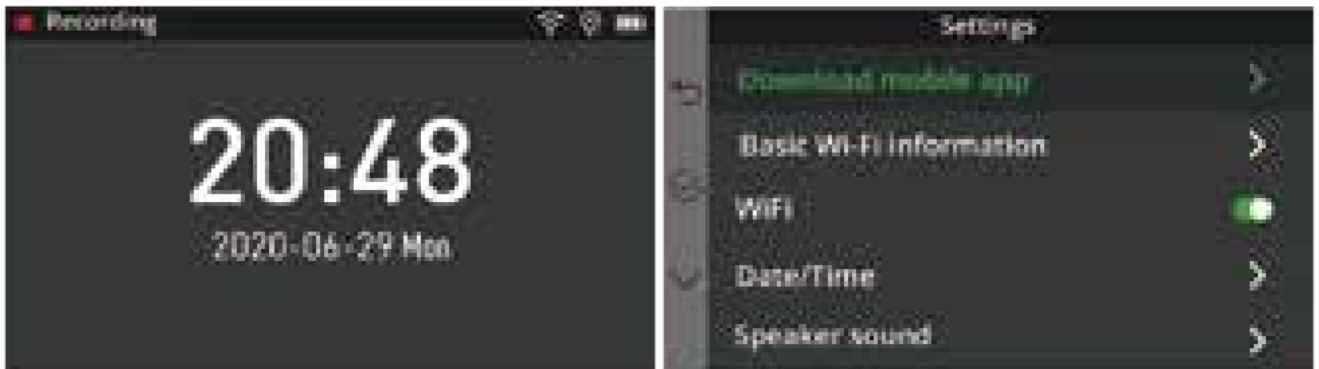 Recording
20:48
2020-06-29 Mon
Settings
Download mobile app
Basic Wi-Fi information
WiFi
Date/Time
Speaker sound